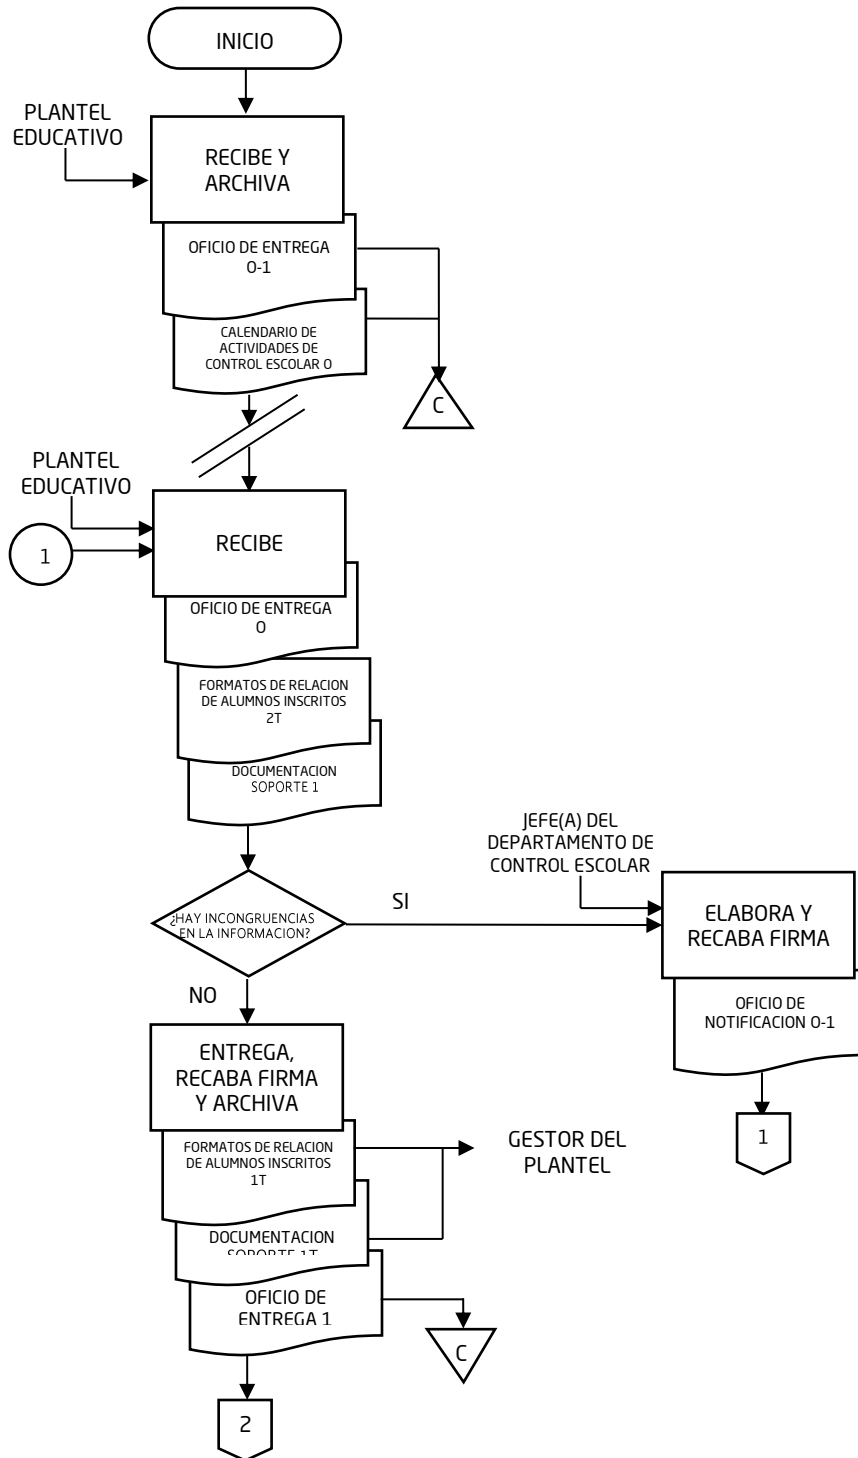 INICIO
PLANTEL
EDUCATIVO
RECIBE Y
ARCHIVA
OFICIO DE ENTREGA
O-1
CALENDARIO DE
ACTIVIDADES DE
CONTROL ESCOLAR O
C
PLANTEL
EDUCATIVO
1
RECIBE
OFICIO DE ENTREGA
O
FORMATOS DE RELACION
DE ALUMNOS INSCRITOS
2T
DOCUMENTACION
SOPORTE 1
JEFE(A) DEL
DEPARTAMENTO DE
CONTROL ESCOLAR
¿HAY INCONGRUENCIAS
EN LA INFORMACION?
SI
ELABORA Y
RECABA FIRMA
OFICIO DE
NOTIFICACION O-1
1
NO
ENTREGA,
RECABA FIRMA
Y ARCHIVA
FORMATOS DE RELACION
DE ALUMNOS INSCRITOS
1T
GESTOR DEL
PLANTEL
DOCUMENTACION
SOPORTE 1T
OFICIO DE
ENTREGA 1
C
2